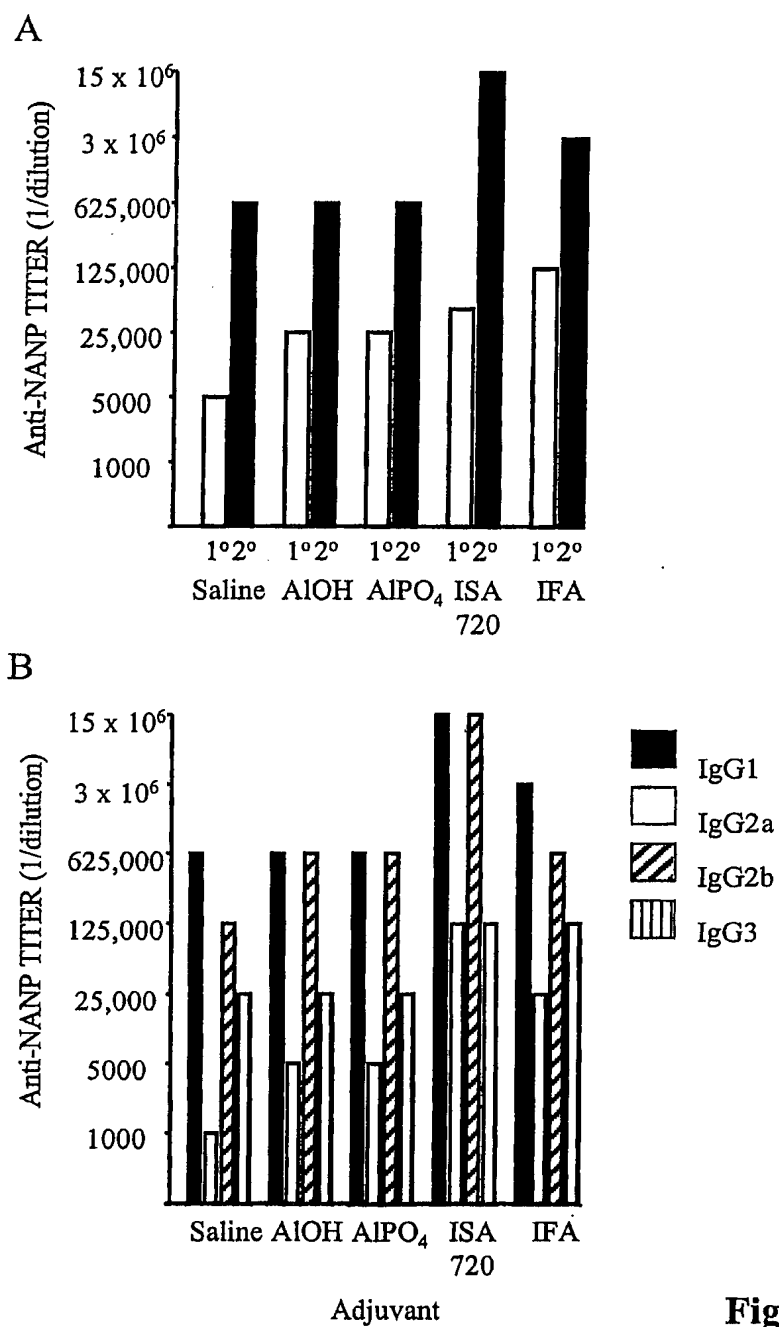 A
Anti-NANP TITER (1/dilution)
15 x 10⁶
3 x 10⁶
625,000
125,000
25,000
5000
1000
1° 2° 1° 2° 1° 2° 1° 2° 1° 2°
Saline AlOH AlPO₄ ISA 720 IFA
B
Anti-NANP TITER (1/dilution)
15 x 10⁶
3 x 10⁶
625,000
125,000
25,000
5000
1000
Saline AlOH AlPO₄ ISA 720 IFA
Adjuvant
IgG1
IgG2a
IgG2b
IgG3
Fig